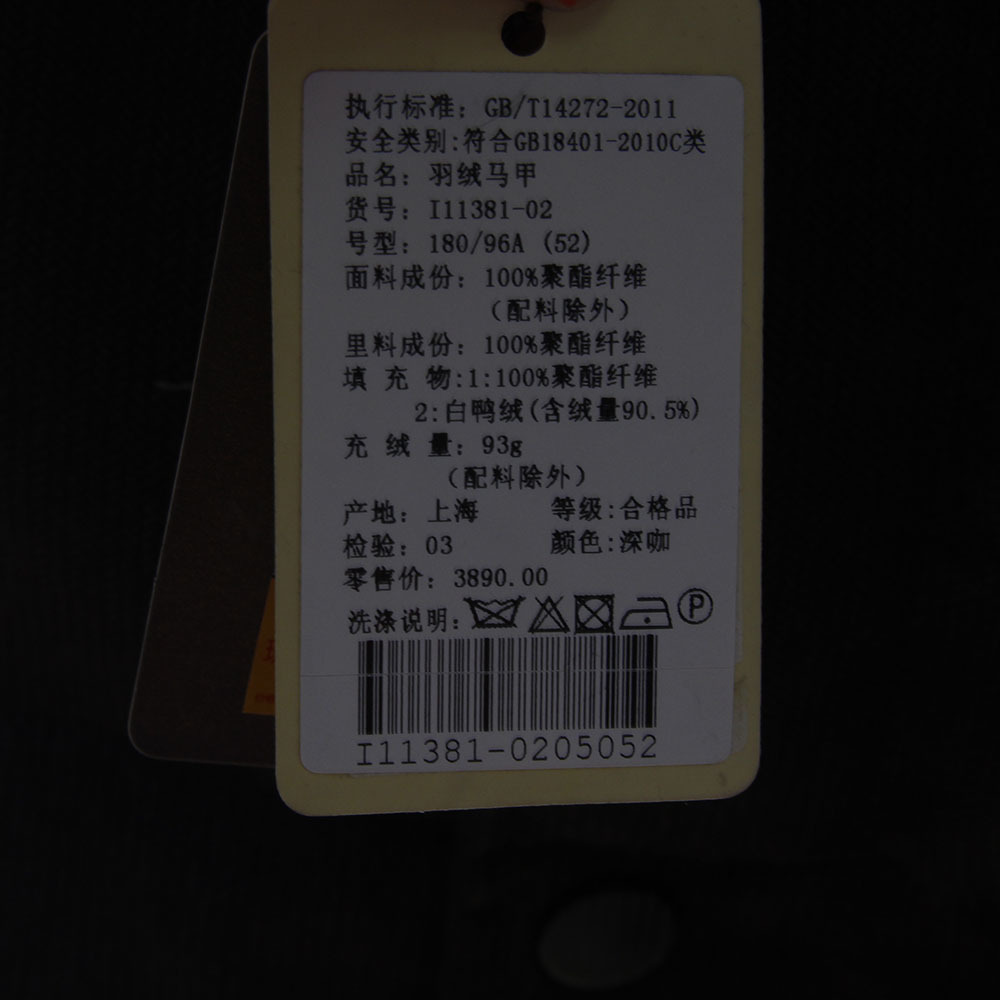 执行标准：GB/T14272-2011
安全类别:符合GB18401-2010C类
品名：羽绒马甲
货号：I11381-02
号型：180/96A (52)
面料成份：100%聚酯纤维
（配料除外）
里料成份：100%聚酯纤维
填 充 物:1:100%聚酯纤维
2:白鸭绒(含绒量90.5%)
充 绒 量：93g
（配料除外）
产地：上海 等级:合格品
检验：03 颜色:深咖
零售价：3890.00
洗涤说明: P
I11381-0205052